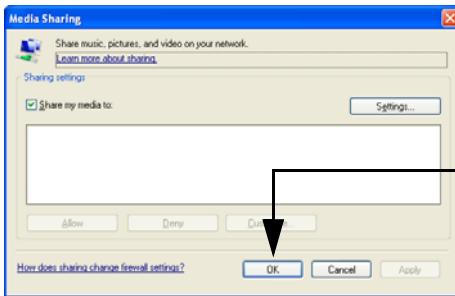 Media Sharing
Share music, pictures, and video on your network.
Learn more about sharing.
Sharing settings
Share my media to:
Settings...
Allow
Deny
OK
Cancel
Apply
How does sharing change firewall settings?